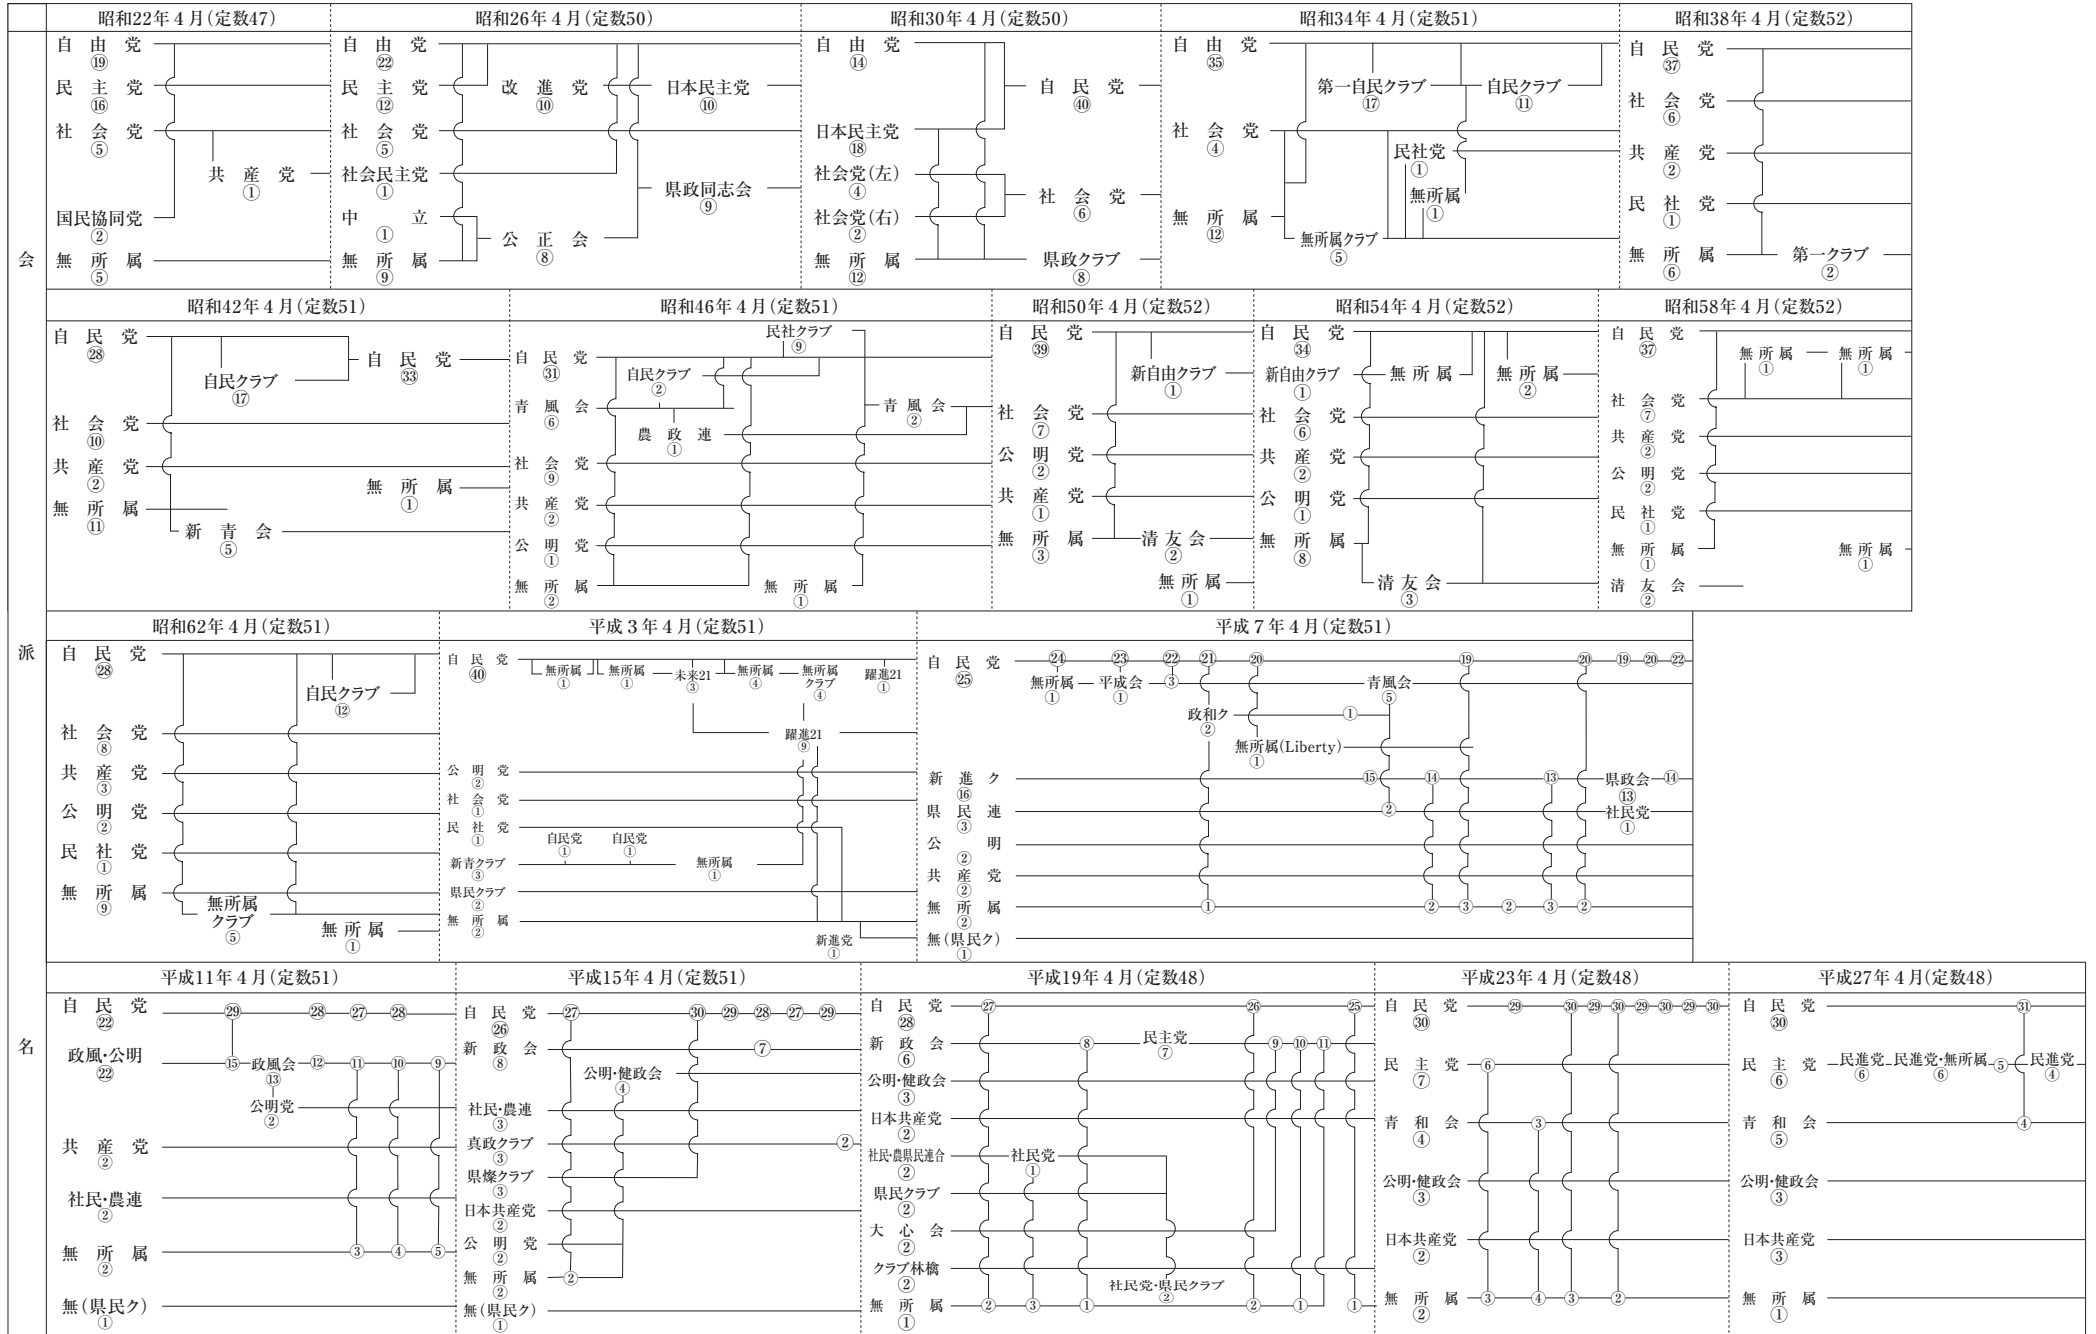 会派名
昭和22年4月(定数47)
自由党
⑲
民主党
⑯
社会党
⑤
共産党
①
国民協同党
②
無所属
⑤
昭和26年4月(定数50)
自由党
㉒
民主党
⑫
改進党
⑩
日本民主党
⑩
社会党
⑤
社会民主党
①
県政同志会
⑨
中立
①
公正会
⑧
無所属
⑨
昭和30年4月(定数50)
自由党
⑭
自民党
㊵
日本民主党
⑱
社会党(左)
④
社会党
⑥
社会党(右)
②
無所属
⑫
県政クラブ
⑧
昭和34年4月(定数51)
自由党
㉟
第一自民クラブ
⑰
自民クラブ
⑪
社会党
④
民社党
①
無所属
①
無所属
⑫
無所属クラブ
⑤
昭和38年4月(定数52)
自民党
㊲
社会党
⑥
共産党
②
民社党
①
無所属
⑥
第一クラブ
②
昭和42年4月(定数51)
自民党
㉘
自民党
㉝
自民クラブ
⑰
社会党
⑩
共産党
②
無所属
①
無所属
⑪
新青会
⑤
昭和46年4月(定数51)
民社クラブ
⑨
自民党
㉛
自民クラブ
②
青風会
⑥
青風会
②
農政連
①
社会党
⑨
共産党
②
公明党
①
無所属
②
無所属
①
昭和50年4月(定数52)
自民党
㊴
新自由クラブ
①
社会党
⑦
公明党
②
共産党
①
無所属
③
清友会
②
無所属
①
昭和54年4月(定数52)
自民党
㉞
新自由クラブ
①
無所属
無所属
②
社会党
⑥
共産党
②
公明党
①
無所属
⑧
清友会
③
昭和58年4月(定数52)
自民党
㊲
無所属
①
無所属
①
社会党
⑦
共産党
②
公明党
②
民社党
①
無所属
①
無所属
①
清友会
②
昭和62年4月(定数51)
自民党
㉘
自民クラブ
⑫
社会党
⑧
共産党
③
公明党
②
民社党
①
無所属
⑨
無所属
クラブ
⑤
無所属
①
平成3年4月(定数51)
自民党
㊵
無所属
①
無所属
①
未来21
③
無所属
④
無所属
クラブ
④
躍進21
①
躍進21
⑨
公明党
②
社会党
①
民社党
①
自民党
①
自民党
①
新青クラブ
③
無所属
①
県民クラブ
②
無所属
②
新進党
①
平成7年4月(定数51)
自民党 ㉔ ㉓ ㉒ ㉑ ⑳ ⑲ ⑳ ⑲ ⑳ ㉒
㉕
無所属 平成会 ③ 青風会
① ① ⑤
政和ク ①
②
無所属(Liberty)
①
新進ク ⑮ ⑭ ⑬ 県政会 ⑭
⑯ ⑬
県民連 ② 社民党
③ ①
公明
②
共産党
②
無所属 ① ② ③ ② ③ ②
②
無(県民ク)
①
平成11年4月(定数51)
自民党 ㉙ ㉘ ㉗ ㉘
㉒
政風・公明 ⑮ 政風会 ⑫ ⑪ ⑩ ⑨
㉒ ⑬
公明党
②
共産党
②
社民・農連
②
無所属 ③ ④ ⑤
②
無(県民ク)
①
平成15年4月(定数51)
自民党 ㉗ ㉚ ㉙ ㉘ ㉗ ㉙
㉖
新政会 ⑦
⑧
公明・健政会
④
社民・農連
③
真政クラブ ②
③
県燦クラブ
③
日本共産党
②
公明党
②
無所属 ②
②
無(県民ク)
①
平成19年4月(定数48)
自民党 ㉗ ㉖ ㉕
㉘
新政会 ⑧ 民主党 ⑨ ⑩ ⑪
⑥ ⑦
公明・健政会
③
日本共産党
②
社民・農県民連合 社民党
② ①
県民クラブ
②
大心会
②
クラブ林檎
②
社民党・県民クラブ
②
無所属 ② ③ ① ② ① ①
①
平成23年4月(定数48)
自民党 ㉙ ㉚ ㉙ ㉚ ㉙ ㉚ ㉙ ㉚
㉚
民主党 ⑥
⑦
青和会 ③
④
公明・健政会
③
日本共産党
②
無所属 ③ ④ ③ ②
②
平成27年4月(定数48)
自民党 ㉛
㉚
民主党 民進党 民進党・無所属 ⑤ 民進党
⑥ ⑥ ⑥ ④
青和会 ④
⑤
公明・健政会
③
日本共産党
③
無所属
①